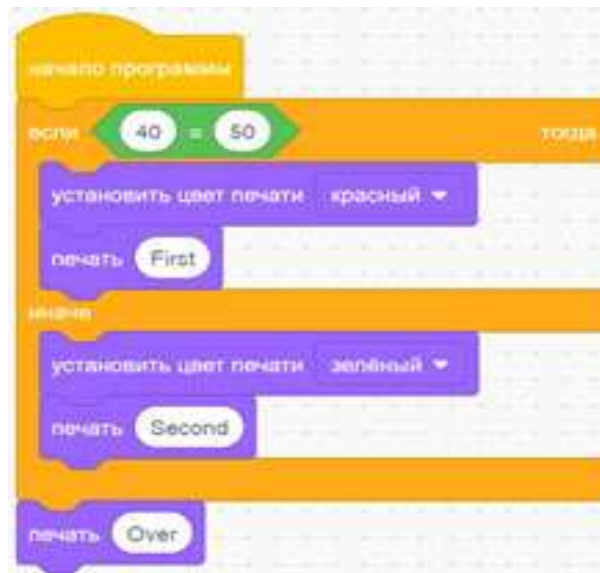 начало программы
если 40 = 50 тогда
установить цвет печати красный
печать First
иначе
установить цвет печати зелёный
печать Second
печать Over